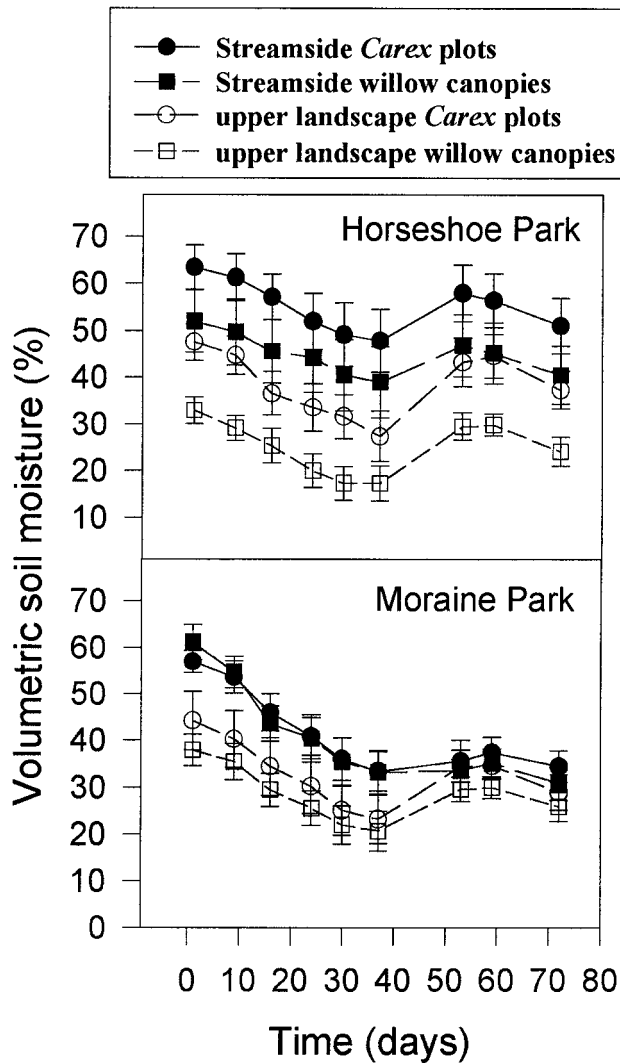 Streamside Carex plots
Streamside willow canopies
upper landscape Carex plots
upper landscape willow canopies
Horseshoe Park
70
60
50
40
30
20
10
Moraine Park
70
60
50
40
30
20
10
0
Volumetric soil moisture (%)
0 10 20 30 40 50 60 70 80
Time (days)